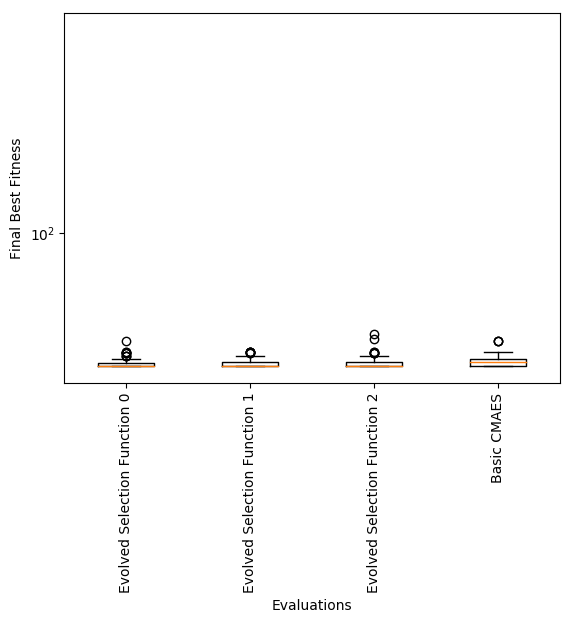 Final Best Fitness
10²
Evolved Selection Function 0
Evolved Selection Function 1
Evolved Selection Function 2
Basic CMAES
Evaluations